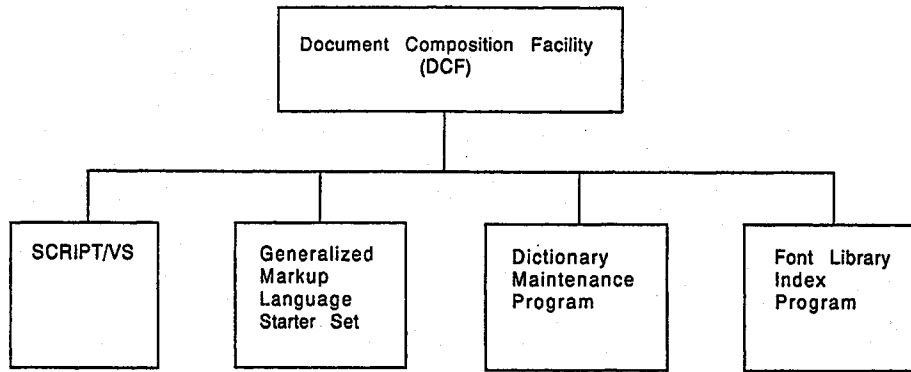 Document Composition Facility
(DCF)
SCRIPT/VS
Generalized
Markup
Language
Starter Set
Dictionary
Maintenance
Program
Font Library
Index
Program